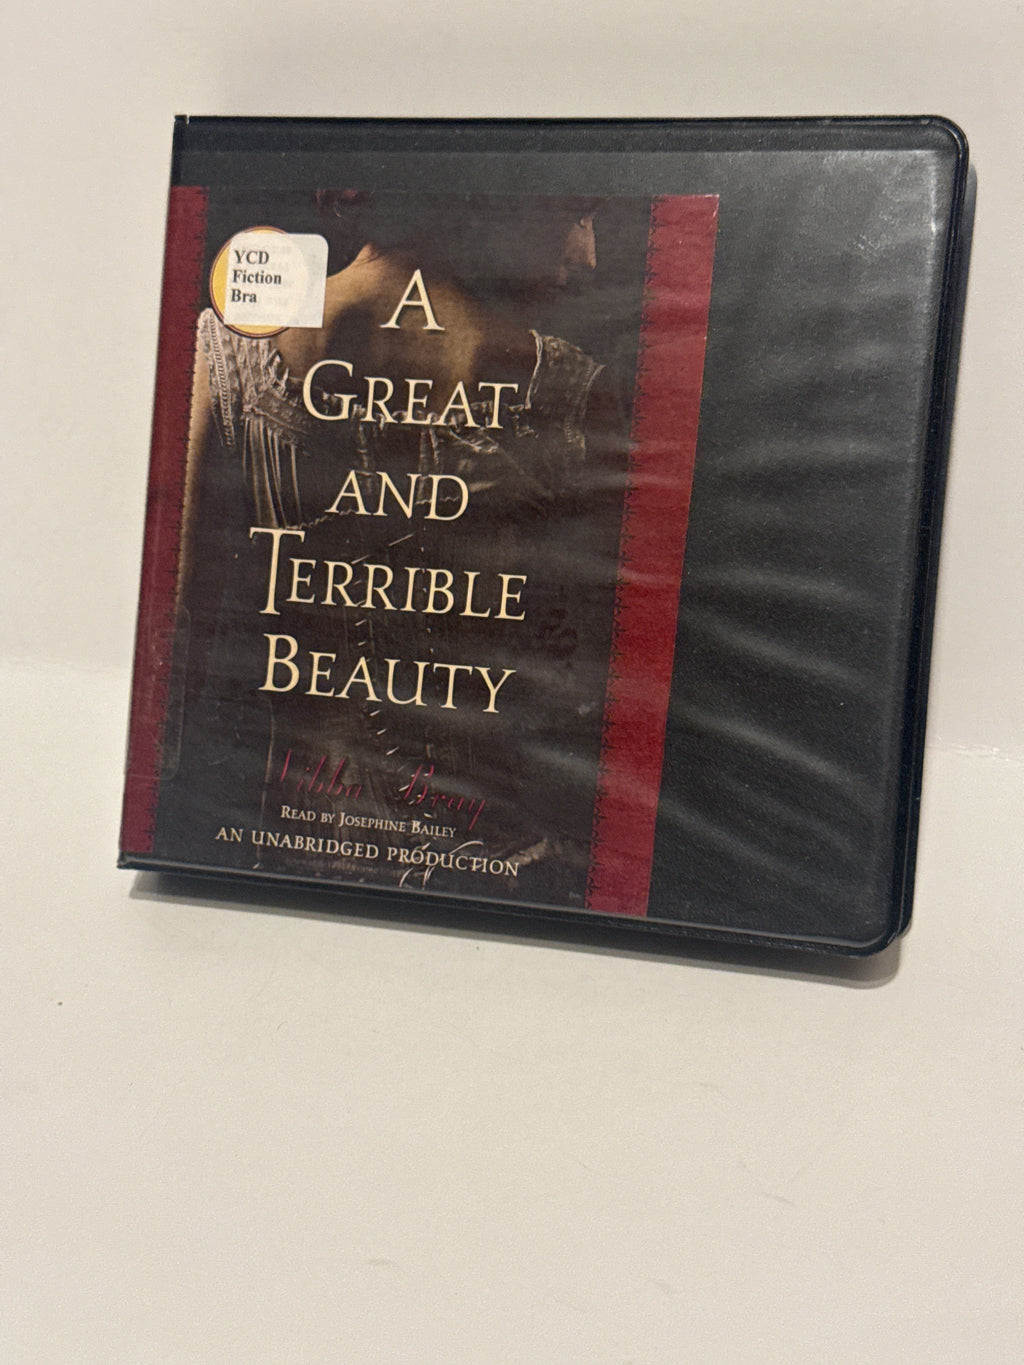 YCD
Fiction
Bra
A
GREAT
AND
TERRIBLE
BEAUTY
Libba Bray
READ BY JOSEPHINE BAILEY
AN UNABRIDGED PRODUCTION